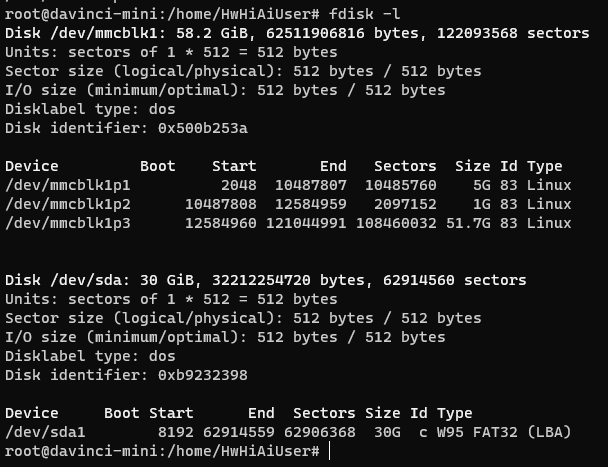 root@davinci-mini:/home/HwHiAiUser# fdisk -l
Disk /dev/mmcblk1: 58.2 GiB, 62511906816 bytes, 122093568 sectors
Units: sectors of 1 * 512 = 512 bytes
Sector size (logical/physical): 512 bytes / 512 bytes
I/O size (minimum/optimal): 512 bytes / 512 bytes
Disklabel type: dos
Disk identifier: 0x500b253a
Device Boot Start End Sectors Size Id Type
/dev/mmcblk1p1 2048 10487807 10485760 5G 83 Linux
/dev/mmcblk1p2 10487808 12584959 2097152 1G 83 Linux
/dev/mmcblk1p3 12584960 121044991 108460032 51.7G 83 Linux
Disk /dev/sda: 30 GiB, 32212254720 bytes, 62914560 sectors
Units: sectors of 1 * 512 = 512 bytes
Sector size (logical/physical): 512 bytes / 512 bytes
I/O size (minimum/optimal): 512 bytes / 512 bytes
Disklabel type: dos
Disk identifier: 0xb9232398
Device Boot Start End Sectors Size Id Type
/dev/sda1 8192 62914559 62906368 30G c W95 FAT32 (LBA)
root@davinci-mini:/home/HwHiAiUser#